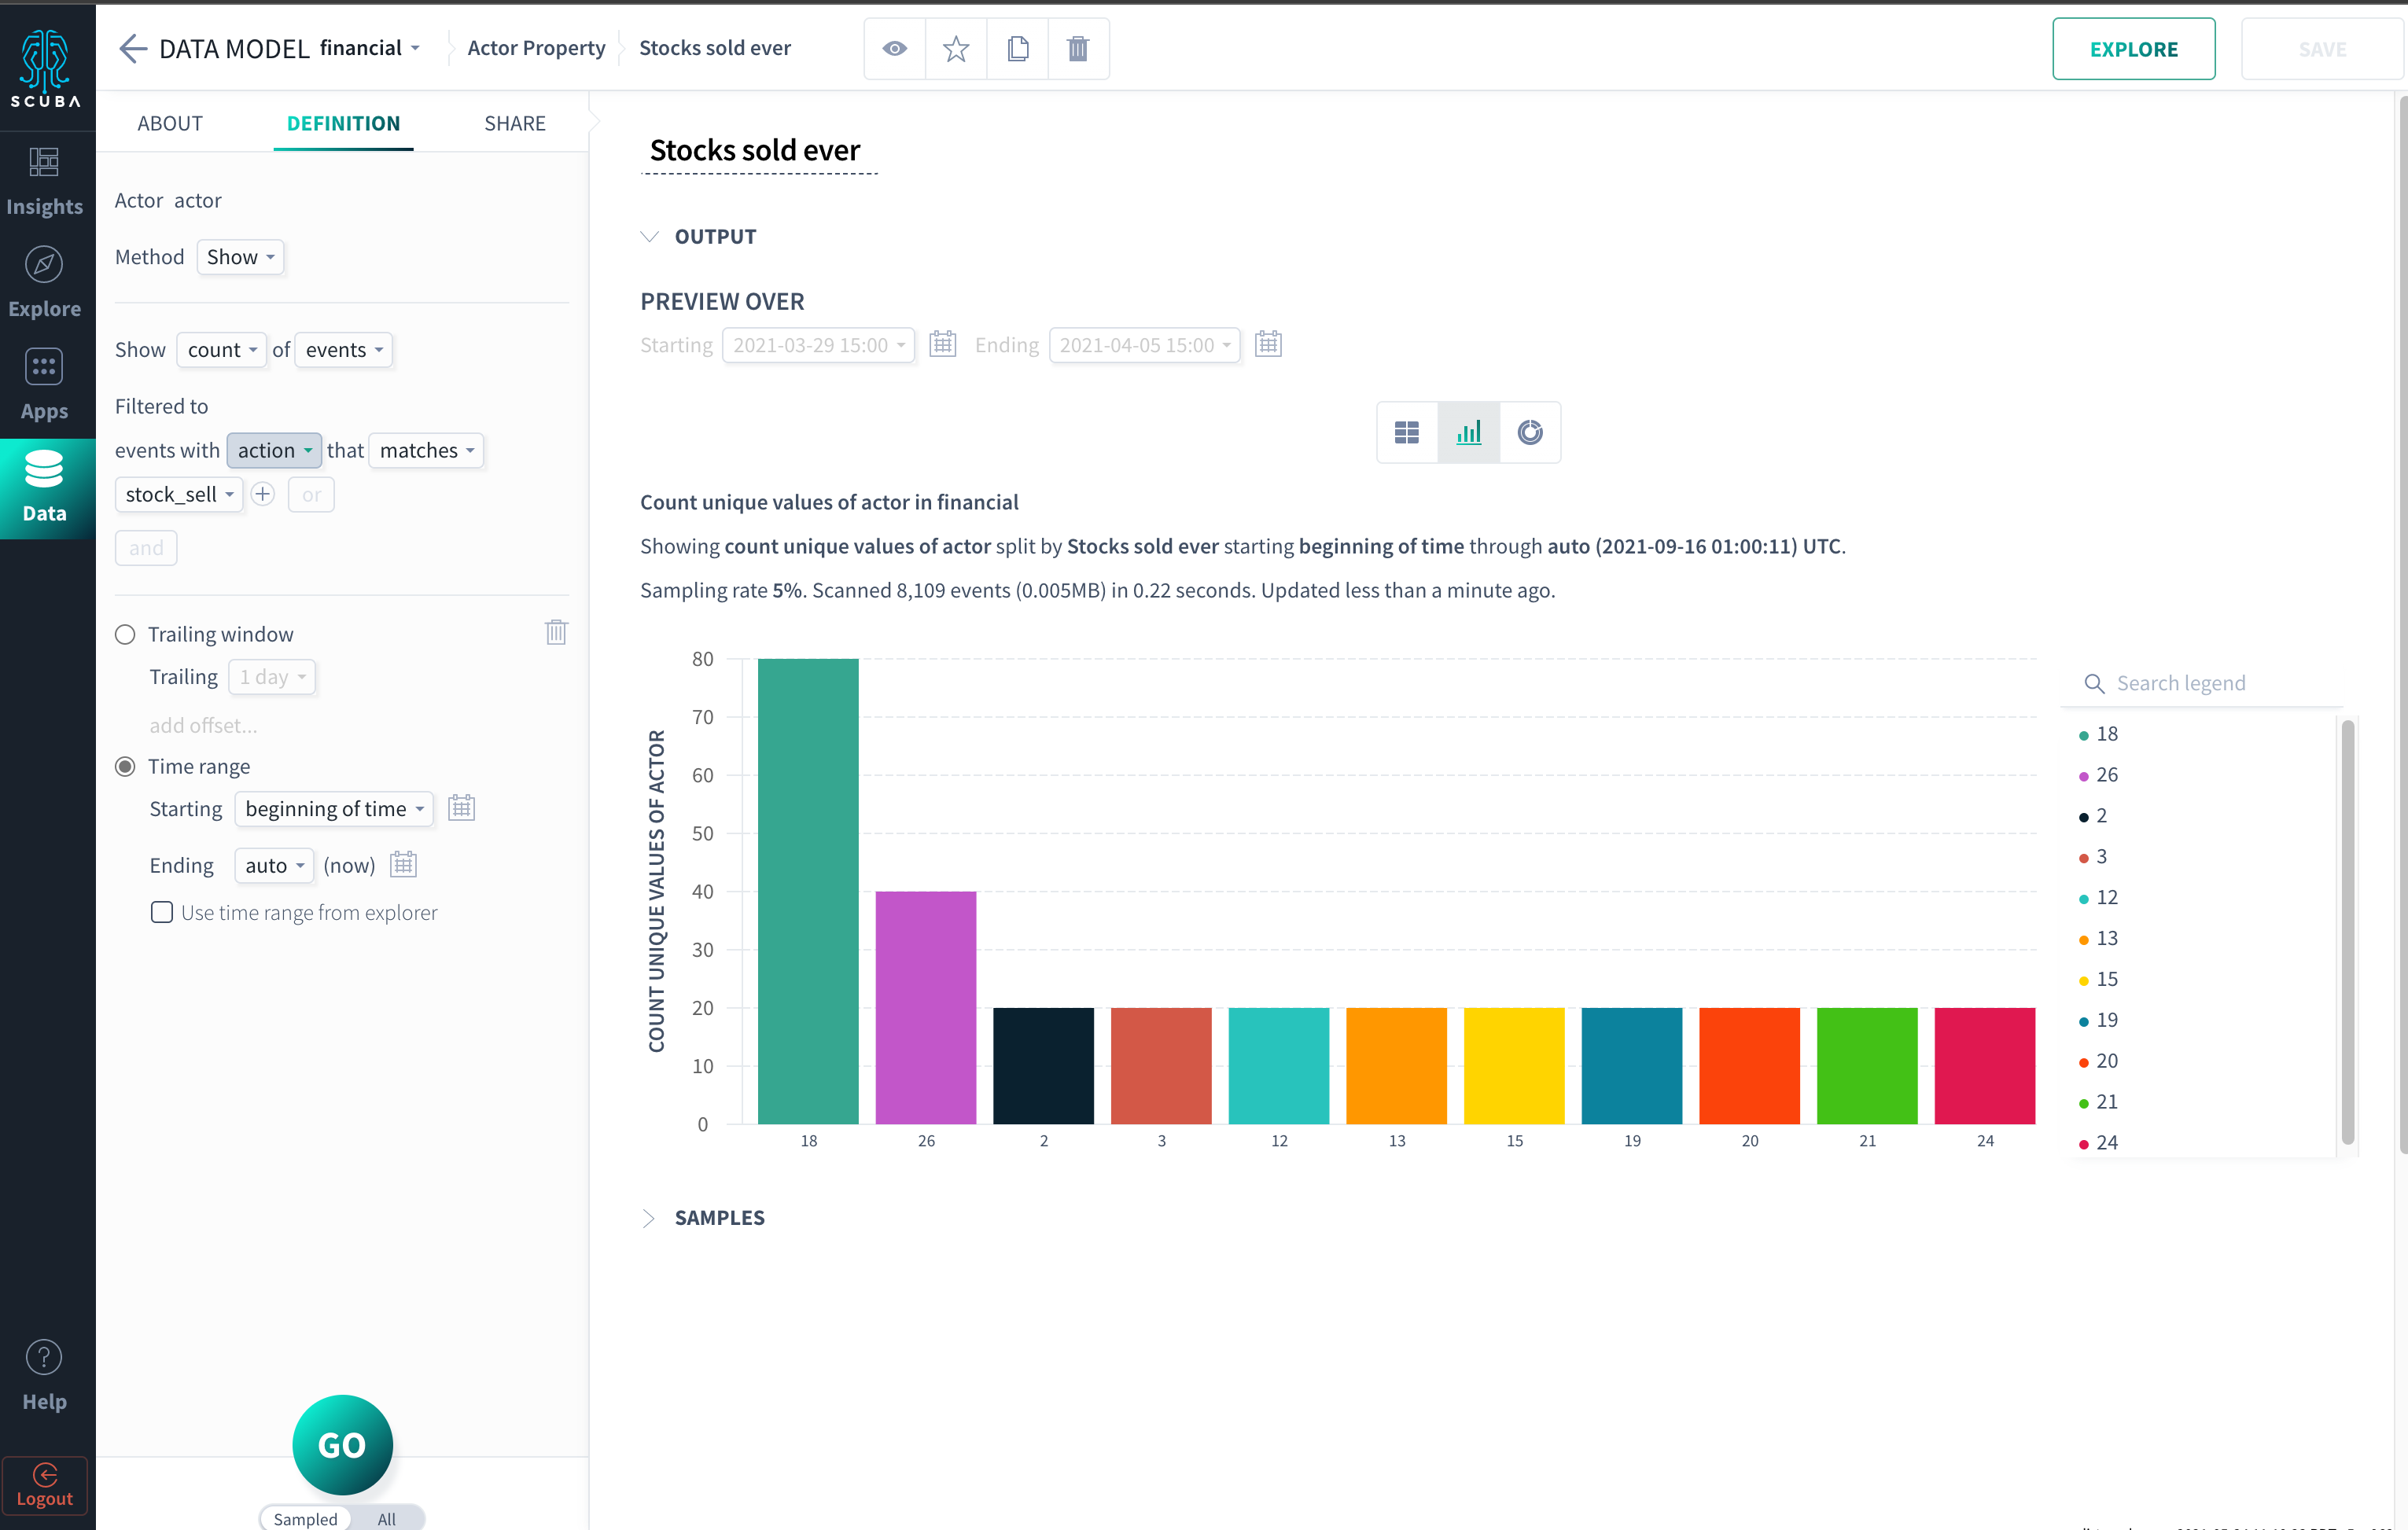 SCUBA
Insights
Explore
Apps
Data
Help
Logout
DATA MODEL financial
Actor Property
Stocks sold ever
EXPLORE
SAVE
ABOUT
DEFINITION
SHARE
Actor actor
Method Show
Show count of events
Filtered to
events with action that matches
stock_sell or
and
Trailing window
Trailing 1 day
add offset...
Time range
Starting beginning of time
Ending auto (now)
Use time range from explorer
GO
Sampled All
Stocks sold ever
OUTPUT
PREVIEW OVER
Starting 2021-03-29 15:00 Ending 2021-04-05 15:00
Count unique values of actor in financial
Showing count unique values of actor split by Stocks sold ever starting beginning of time through auto (2021-09-16 01:00:11) UTC.
Sampling rate 5%. Scanned 8,109 events (0.005MB) in 0.22 seconds. Updated less than a minute ago.
COUNT UNIQUE VALUES OF ACTOR
80
70
60
50
40
30
20
10
0
18 26 2 3 12 13 15 19 20 21 24
Search legend
18
26
2
3
12
13
15
19
20
21
24
SAMPLES